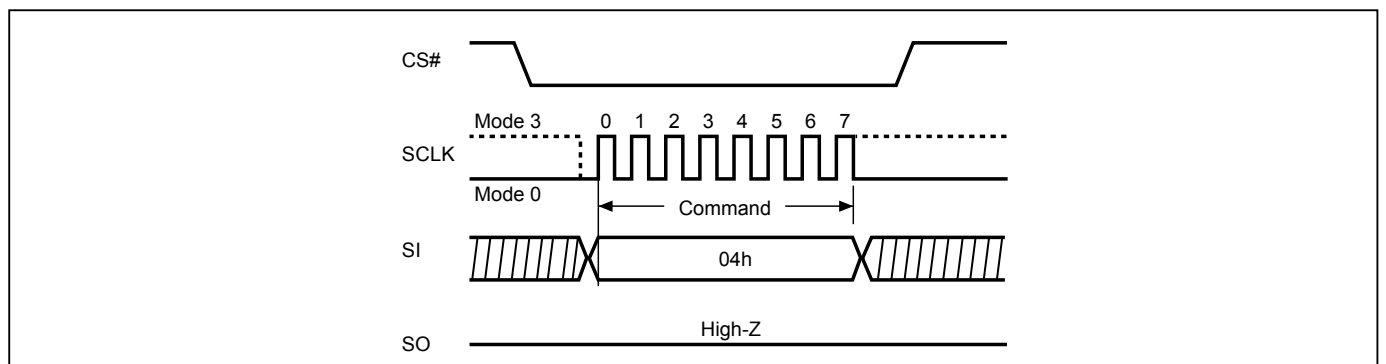 CS#
Mode 3 0 1 2 3 4 5 6 7
SCLK
Mode 0
Command
SI
04h
High-Z
SO